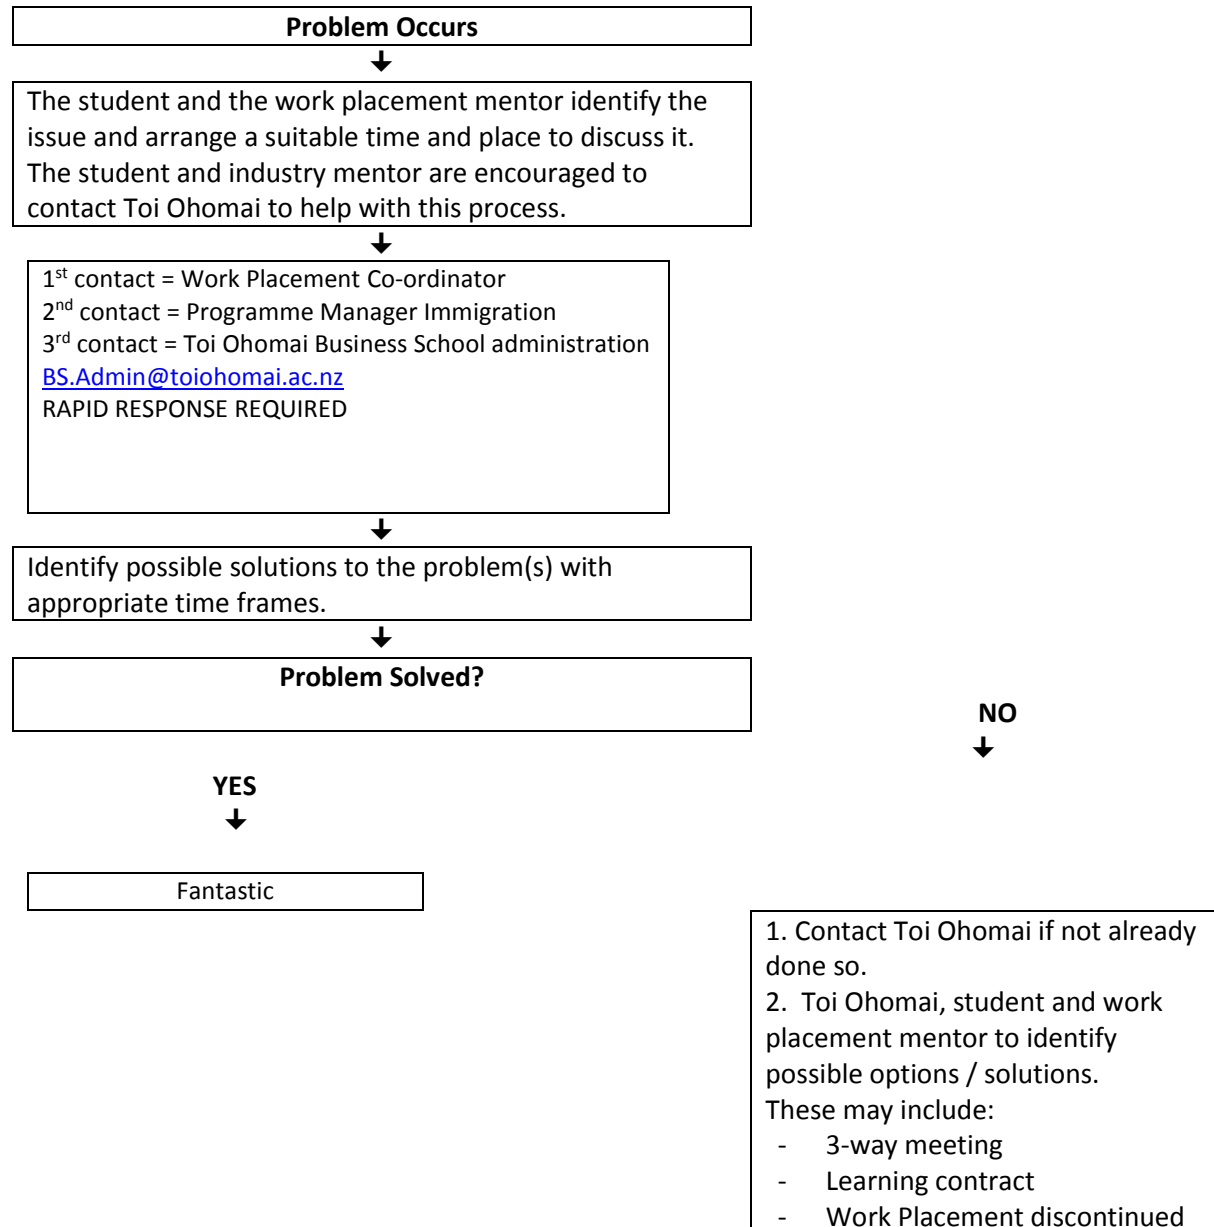 Problem Occurs
The student and the work placement mentor identify the
issue and arrange a suitable time and place to discuss it.
The student and industry mentor are encouraged to
contact Toi Ohomai to help with this process.
1st contact = Work Placement Co-ordinator
2nd contact = Programme Manager Immigration
3rd contact = Toi Ohomai Business School administration
BS.Admin@toiohomai.ac.nz
RAPID RESPONSE REQUIRED
Identify possible solutions to the problem(s) with
appropriate time frames.
Problem Solved?
NO
YES
Fantastic
1. Contact Toi Ohomai if not already
done so.
2. Toi Ohomai, student and work
placement mentor to identify
possible options / solutions.
These may include:
- 3-way meeting
- Learning contract
- Work Placement discontinued